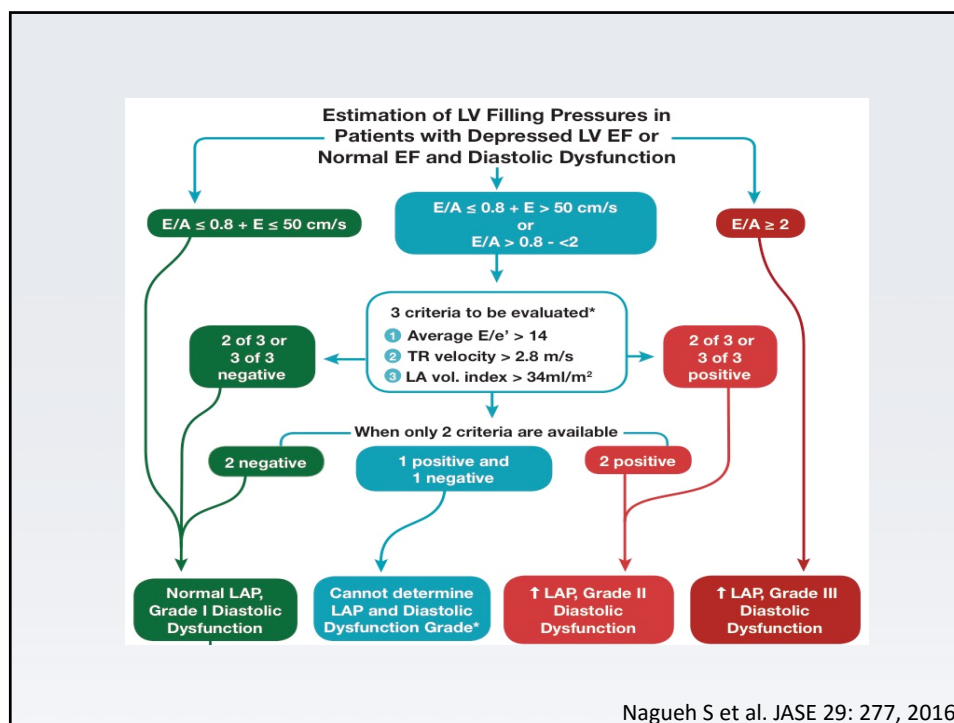 Estimation of LV Filling Pressures in
Patients with Depressed LV EF or
Normal EF and Diastolic Dysfunction
E/A ≤ 0.8 + E ≤ 50 cm/s
E/A ≤ 0.8 + E > 50 cm/s
or
E/A > 0.8 - <2
E/A ≥ 2
3 criteria to be evaluated*
1 Average E/e’ > 14
2 TR velocity > 2.8 m/s
3 LA vol. index > 34ml/m²
2 of 3 or
3 of 3
negative
2 of 3 or
3 of 3
positive
When only 2 criteria are available
2 negative
1 positive and
1 negative
2 positive
Normal LAP,
Grade I Diastolic
Dysfunction
Cannot determine
LAP and Diastolic
Dysfunction Grade*
↑ LAP, Grade II
Diastolic
Dysfunction
↑ LAP, Grade III
Diastolic
Dysfunction
Nagueh S et al. JASE 29: 277, 2016